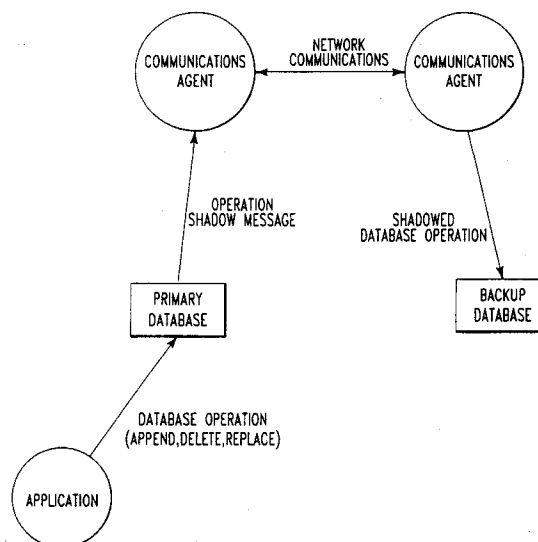 COMMUNICATIONS
AGENT
NETWORK
COMMUNICATIONS
COMMUNICATIONS
AGENT
OPERATION
SHADOW MESSAGE
SHADOWED
DATABASE OPERATION
PRIMARY
DATABASE
BACKUP
DATABASE
DATABASE OPERATION
(APPEND,DELETE,REPLACE)
APPLICATION